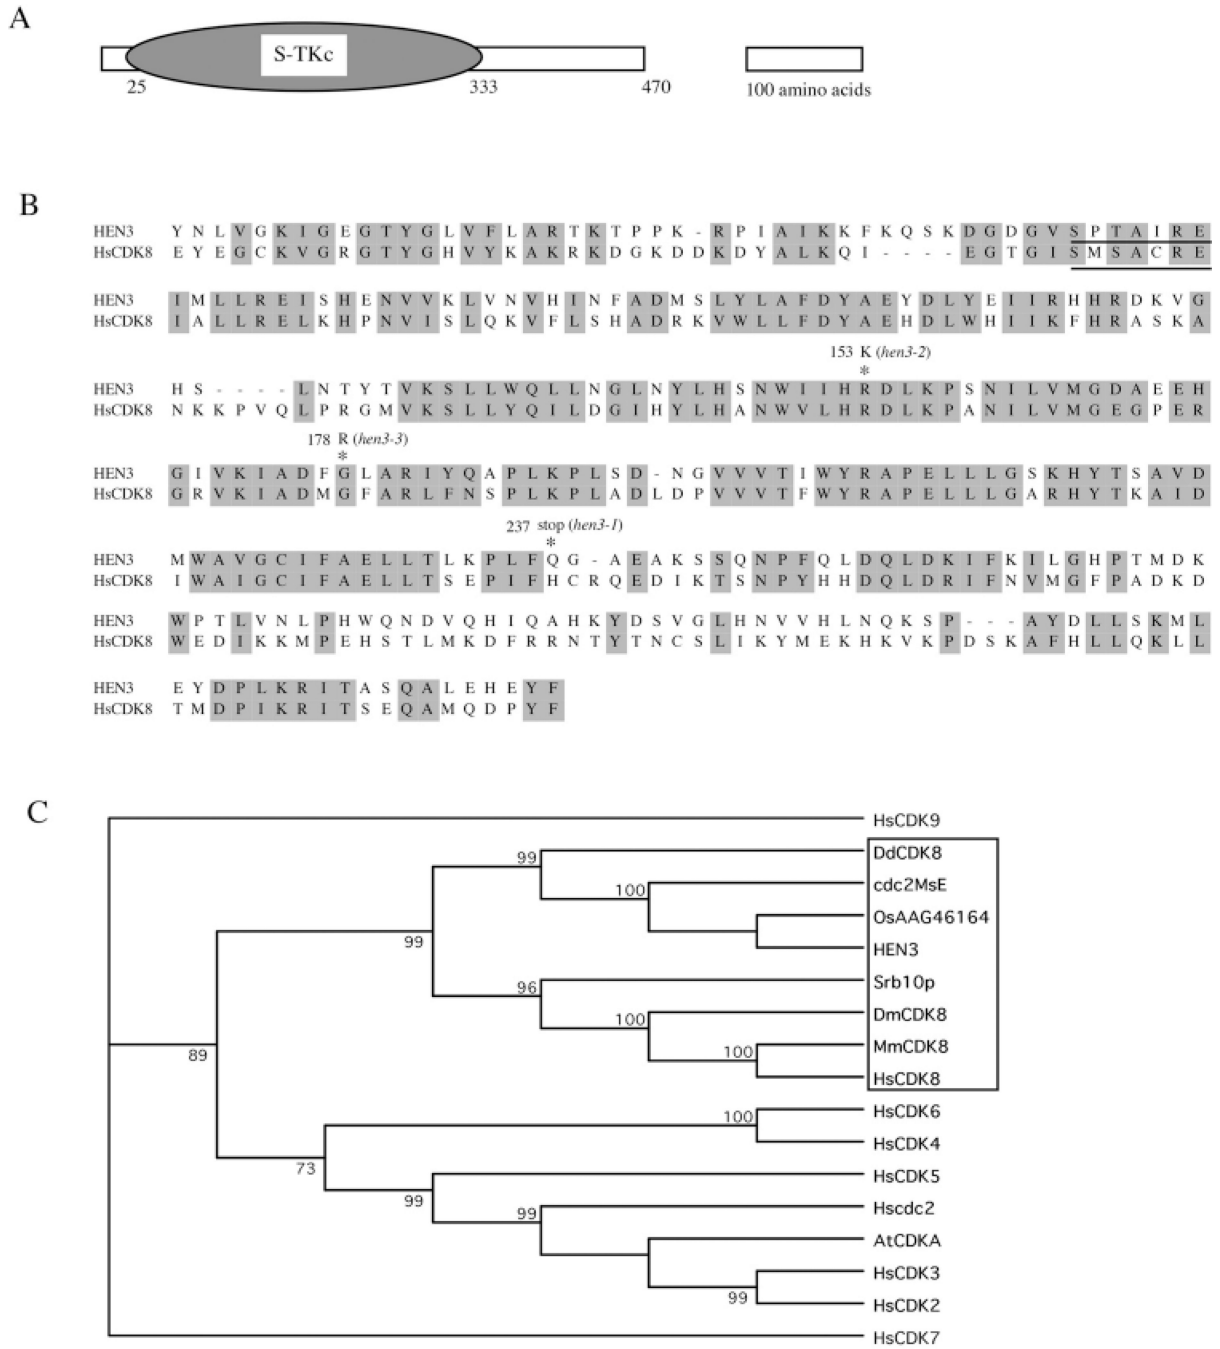 A
S-TKc
25 333 470 100 amino acids
B
HEN3 Y N L V G K I G E G T Y G L V F L A R T K T P P K - R P I A I K K F K Q S K D G D G V S P T A I R E
HsCDK8 E Y E G C K V G R G T Y G H V Y K A K R K D G K D D K D Y A L K Q I - - - - E G T G I S M S A C R E
HEN3 I M L L R E I S H E N V V K L V N V H I N F A D M S L Y L A F D Y A E Y D L Y E I I R H H R D K V G
HsCDK8 I A L L R E L K H P N V I S L Q K V F L S H A D R K V W L L F D Y A E H D L W H I I K F H R A S K A
153 K (hen3-2)
*
HEN3 H S - - - - L N T Y T V K S L L W Q L L N G L N Y L H S N W I I H R D L K P S N I L V M G D A E E H
HsCDK8 N K K P V Q L P R G M V K S L L Y Q I L D G I H Y L H A N W V L H R D L K P A N I L V M G E G P E R
178 R (hen3-3)
*
HEN3 G I V K I A D F G L A R I Y Q A P L K P L S D - N G V V V T I W Y R A P E L L L G S K H Y T S A V D
HsCDK8 G R V K I A D M G F A R L F N S P L K P L A D L D P V V V T F W Y R A P E L L L G A R H Y T K A I D
237 stop (hen3-1)
*
HEN3 M W A V G C I F A E L L T L K P L F Q G - A E A K S S Q N P F Q L D Q L D K I F K I L G H P T M D K
HsCDK8 I W A I G C I F A E L L T S E P I F H C R Q E D I K T S N P Y H H D Q L D R I F N V M G F P A D K D
HEN3 W P T L V N L P H W Q N D V Q H I Q A H K Y D S V G L H N V V H L N Q K S P - - - A Y D L L S K M L
HsCDK8 W E D I K K M P E H S T L M K D F R R N T Y T N C S L I K Y M E K H K V K P D S K A F H L L Q K L L
HEN3 E Y D P L K R I T A S Q A L E H E Y F
HsCDK8 T M D P I K R I T S E Q A M Q D P Y F
C
HsCDK9
99 DdCDK8
100 cdc2MsE
OsAAG46164
99 HEN3
96 Srb10p
100 DmCDK8
89 100 MmCDK8
HsCDK8
100 HsCDK6
HsCDK4
73 HsCDK5
99 99 Hscdc2
AtCDKA
HsCDK3
99 HsCDK2
HsCDK7